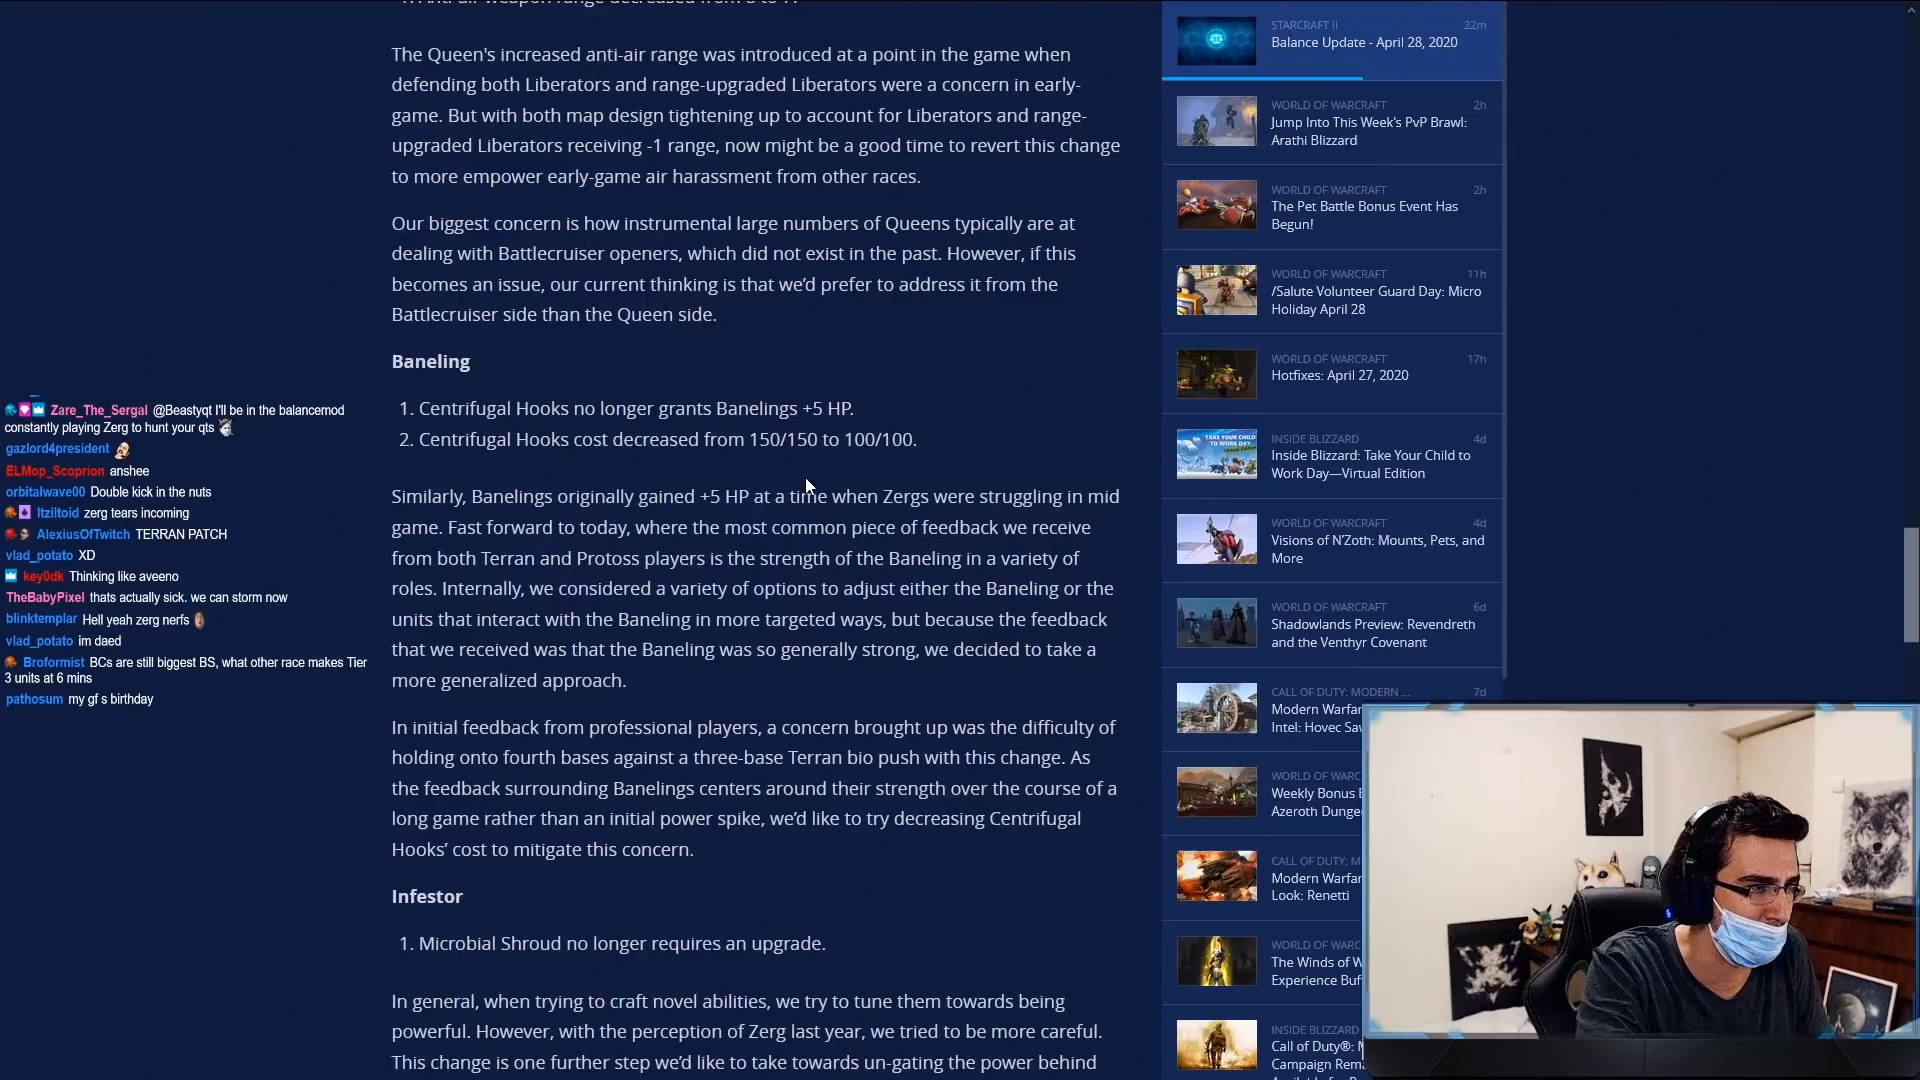 The Queen's increased anti-air range was introduced at a point in the game when
defending both Liberators and range-upgraded Liberators were a concern in early-
game. But with both map design tightening up to account for Liberators and range-
upgraded Liberators receiving -1 range, now might be a good time to revert this change
to more empower early-game air harassment from other races.
Our biggest concern is how instrumental large numbers of Queens typically are at
dealing with Battlecruiser openers, which did not exist in the past. However, if this
becomes an issue, our current thinking is that we'd prefer to address it from the
Battlecruiser side than the Queen side.
Baneling
1. Centrifugal Hooks no longer grants Banelings +5 HP.
2. Centrifugal Hooks cost decreased from 150/150 to 100/100.
Similarly, Banelings originally gained +5 HP at a time when Zergs were struggling in mid
game. Fast forward to today, where the most common piece of feedback we receive
from both Terran and Protoss players is the strength of the Baneling in a variety of
roles. Internally, we considered a variety of options to adjust either the Baneling or the
units that interact with the Baneling in more targeted ways, but because the feedback
that we received was that the Baneling was so generally strong, we decided to take a
more generalized approach.
In initial feedback from professional players, a concern brought up was the difficulty of
holding onto fourth bases against a three-base Terran bio push with this change. As
the feedback surrounding Banelings centers around their strength over the course of a
long game rather than an initial power spike, we'd like to try decreasing Centrifugal
Hooks' cost to mitigate this concern.
Infestor
1. Microbial Shroud no longer requires an upgrade.
In general, when trying to craft novel abilities, we try to tune them towards being
powerful. However, with the perception of Zerg last year, we tried to be more careful.
This change is one further step we'd like to take towards un-gating the power behind
Zare_The_Sergal @Beastyqt I'll be in the balancemod
constantly playing Zerg to hunt your qts
gazlord4president
ELMop_Scoprion anshee
orbitalwave00 Double kick in the nuts
Itziltoid zerg tears incoming
AlexiusOfTwitch TERRAN PATCH
vlad_potato XD
key0dk Thinking like aveeno
TheBabyPixel thats actually sick. we can storm now
blinktemplar Hell yeah zerg nerfs
vlad_potato im daed
Broformist BCs are still biggest BS, what other race makes Tier
3 units at 6 mins
pathosum my gf s birthday
STARCRAFT II 22m
Balance Update - April 28, 2020
WORLD OF WARCRAFT 2h
Jump Into This Week's PvP Brawl:
Arathi Blizzard
WORLD OF WARCRAFT 2h
The Pet Battle Bonus Event Has
Begun!
WORLD OF WARCRAFT 11h
/Salute Volunteer Guard Day: Micro
Holiday April 28
WORLD OF WARCRAFT 17h
Hotfixes: April 27, 2020
TAKE YOUR CHILD
TO WORK DAY
INSIDE BLIZZARD 4d
Inside Blizzard: Take Your Child to
Work Day—Virtual Edition
WORLD OF WARCRAFT 4d
Visions of N'Zoth: Mounts, Pets, and
More
WORLD OF WARCRAFT 6d
Shadowlands Preview: Revendreth
and the Venthyr Covenant
CALL OF DUTY: MODERN ... 7d
Modern Warfar
Intel: Hovec Sa
WORLD OF WARC
Weekly Bonus E
Azeroth Dunge
CALL OF DUTY: M
Modern Warfar
Look: Renetti
WORLD OF WARC
The Winds of W
Experience Buf
INSIDE BLIZZARD
Call of Duty®: M
Campaign Rem